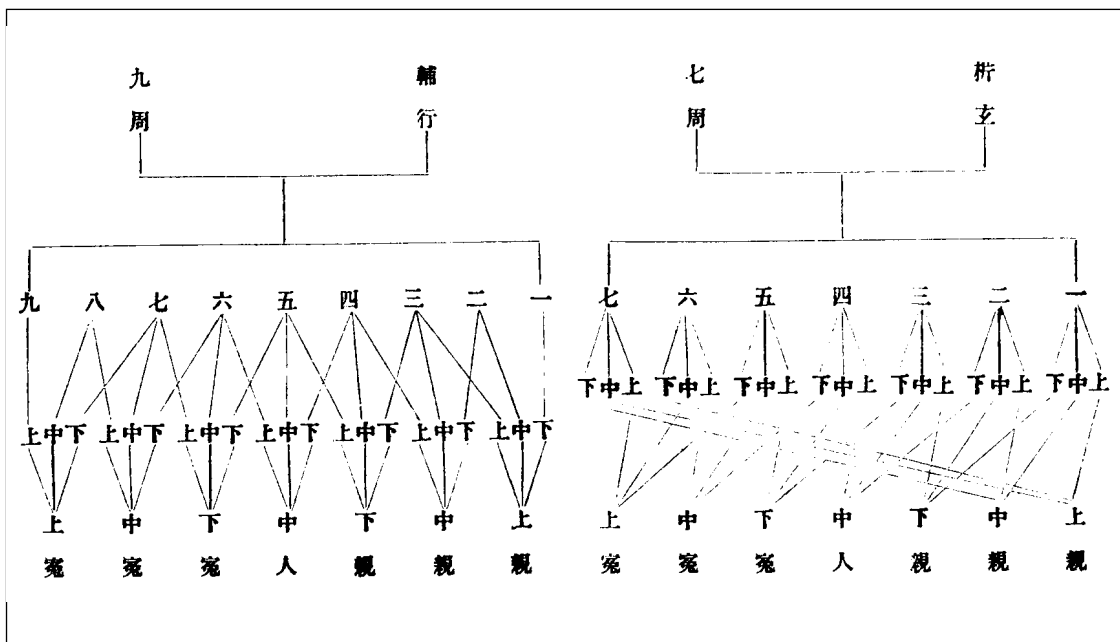 析玄
七周
一
二
三
四
五
六
七
上中下
上中下
上中下
上中下
上中下
上中下
上中下
上親
中親
下親
中人
下寃
中寃
上寃
輔行
九周
一
二
三
四
五
六
七
八
九
下中上
下中上
下中上
下中上
下中上
下中上
下中上
上親
中親
下親
中人
下寃
中寃
上寃